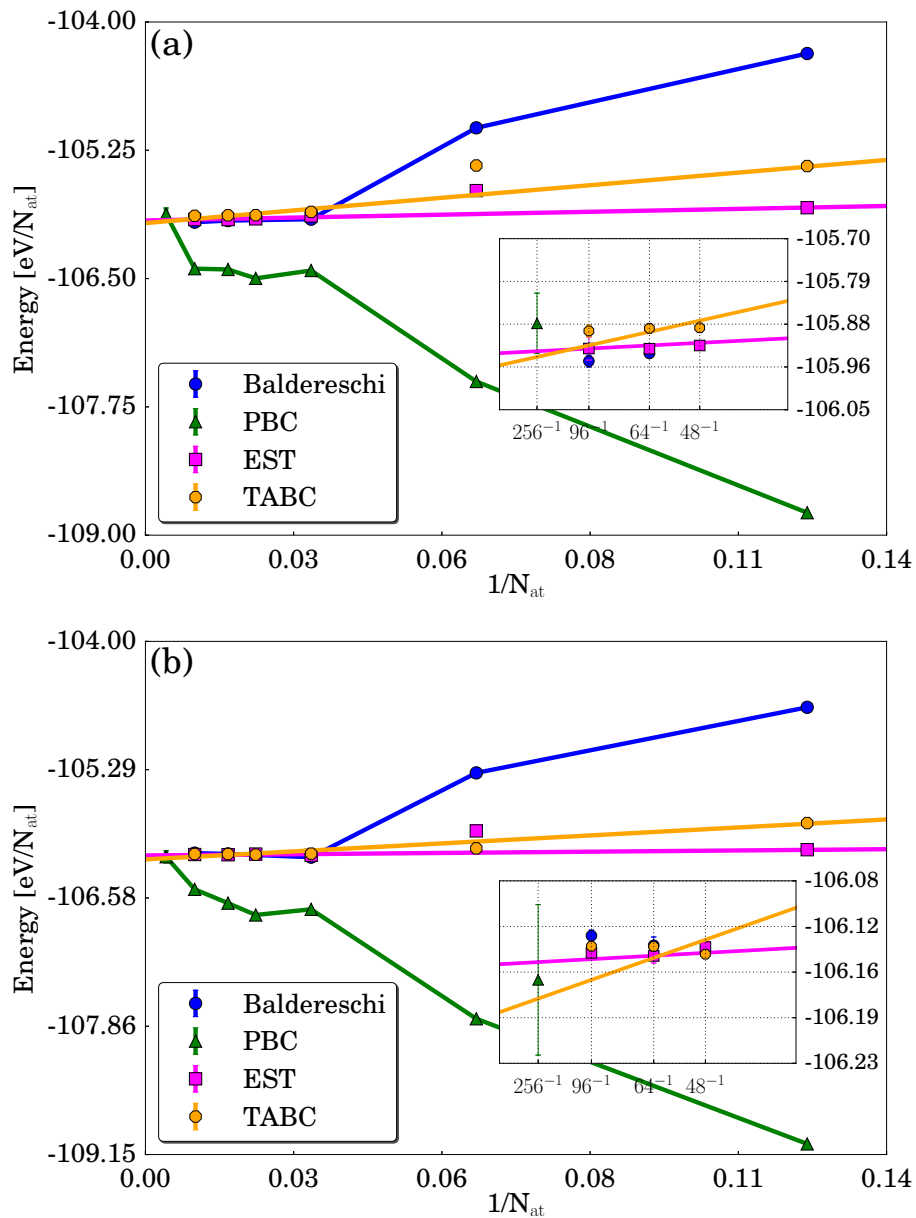 (a)
-104.00
-105.25
-106.50
-107.75
-109.00
Energy [eV/N_at]
Baldereschi
PBC
EST
TABC
-105.70
-105.79
-105.88
-105.96
-106.05
256⁻¹ 96⁻¹ 64⁻¹ 48⁻¹
0.00 0.03 0.06 0.08 0.11 0.14
1/N_at
(b)
-104.00
-105.29
-106.58
-107.86
-109.15
Energy [eV/N_at]
Baldereschi
PBC
EST
TABC
-106.08
-106.12
-106.16
-106.19
-106.23
256⁻¹ 96⁻¹ 64⁻¹ 48⁻¹
0.00 0.03 0.06 0.08 0.11 0.14
1/N_at